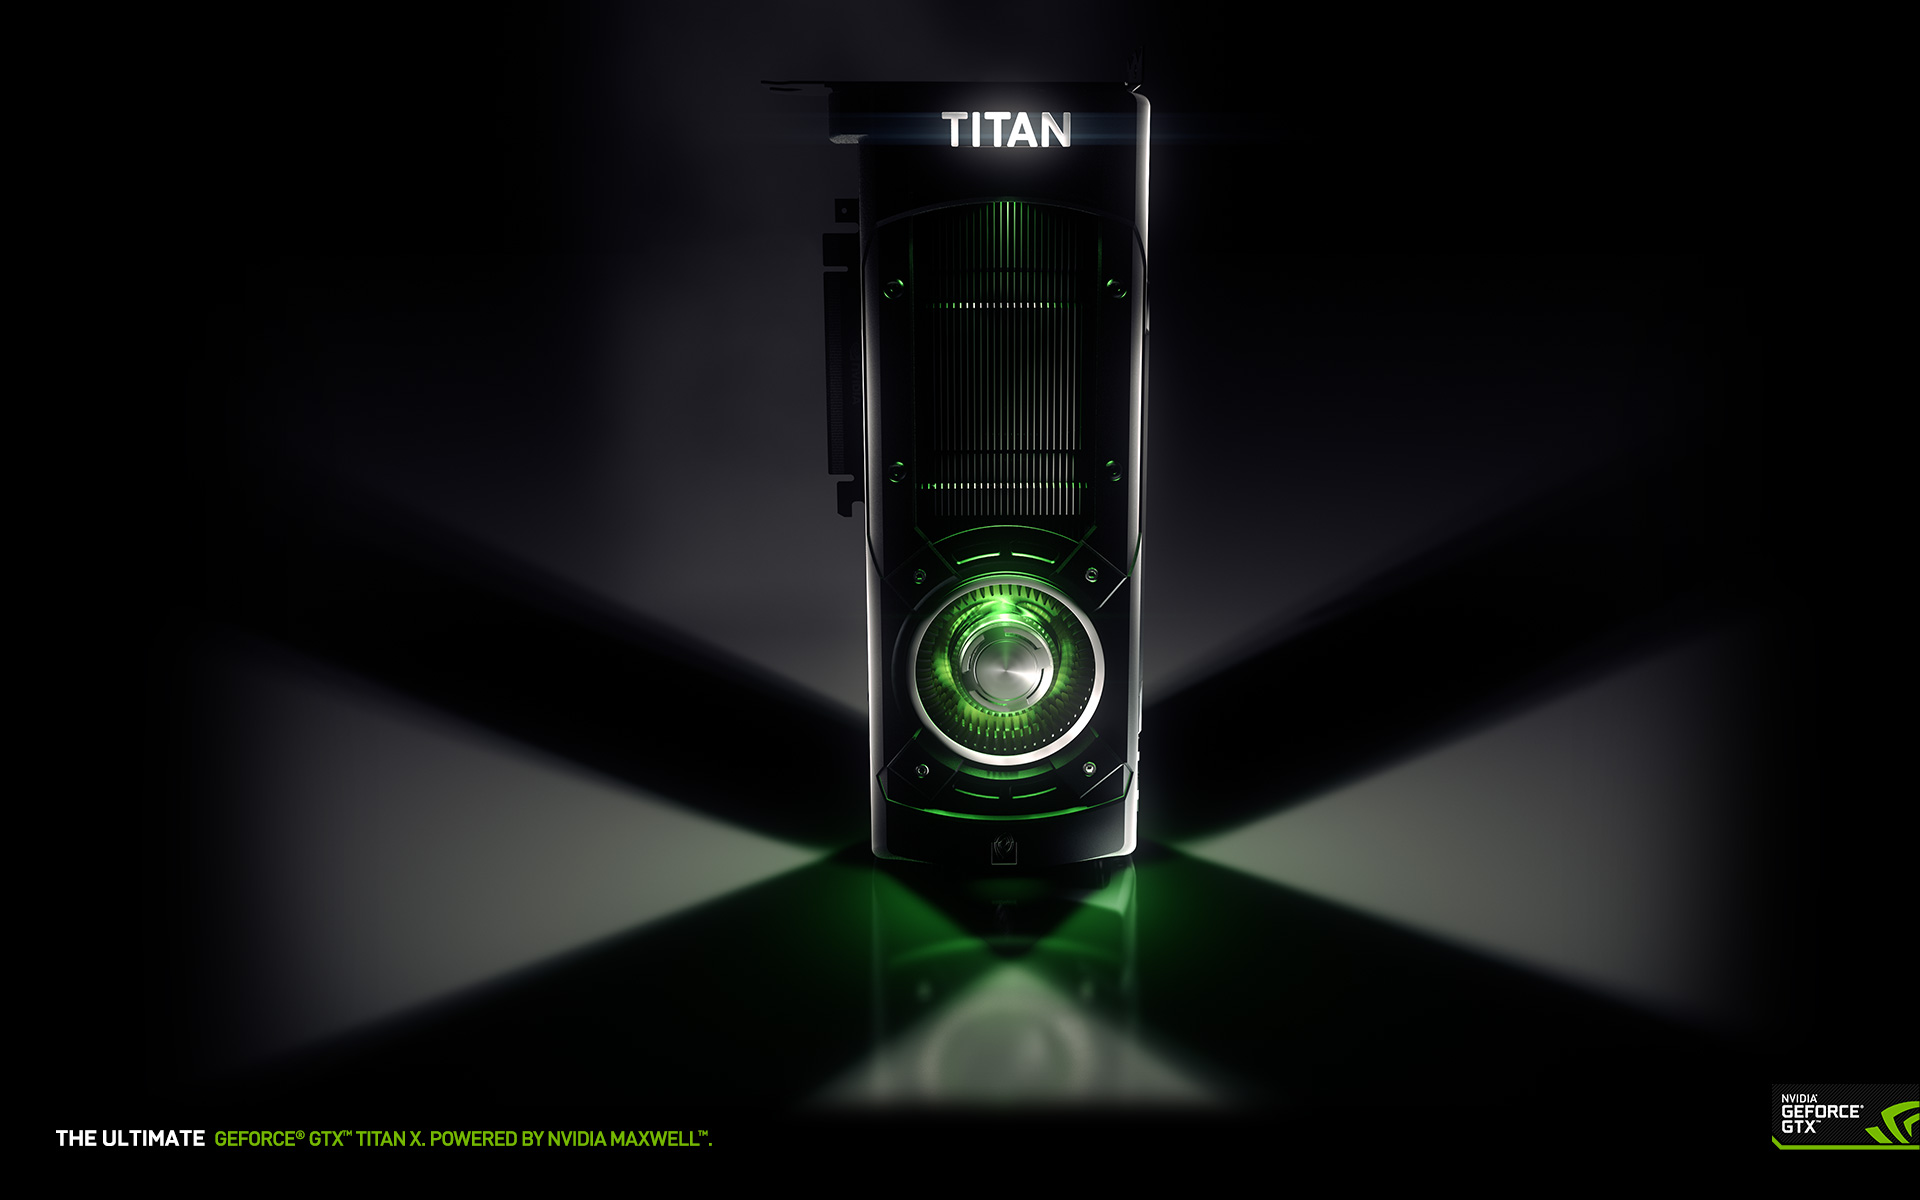 TITAN
THE ULTIMATE GEFORCE® GTX™ TITAN X. POWERED BY NVIDIA MAXWELL™.
NVIDIA®
GEFORCE®
GTX™